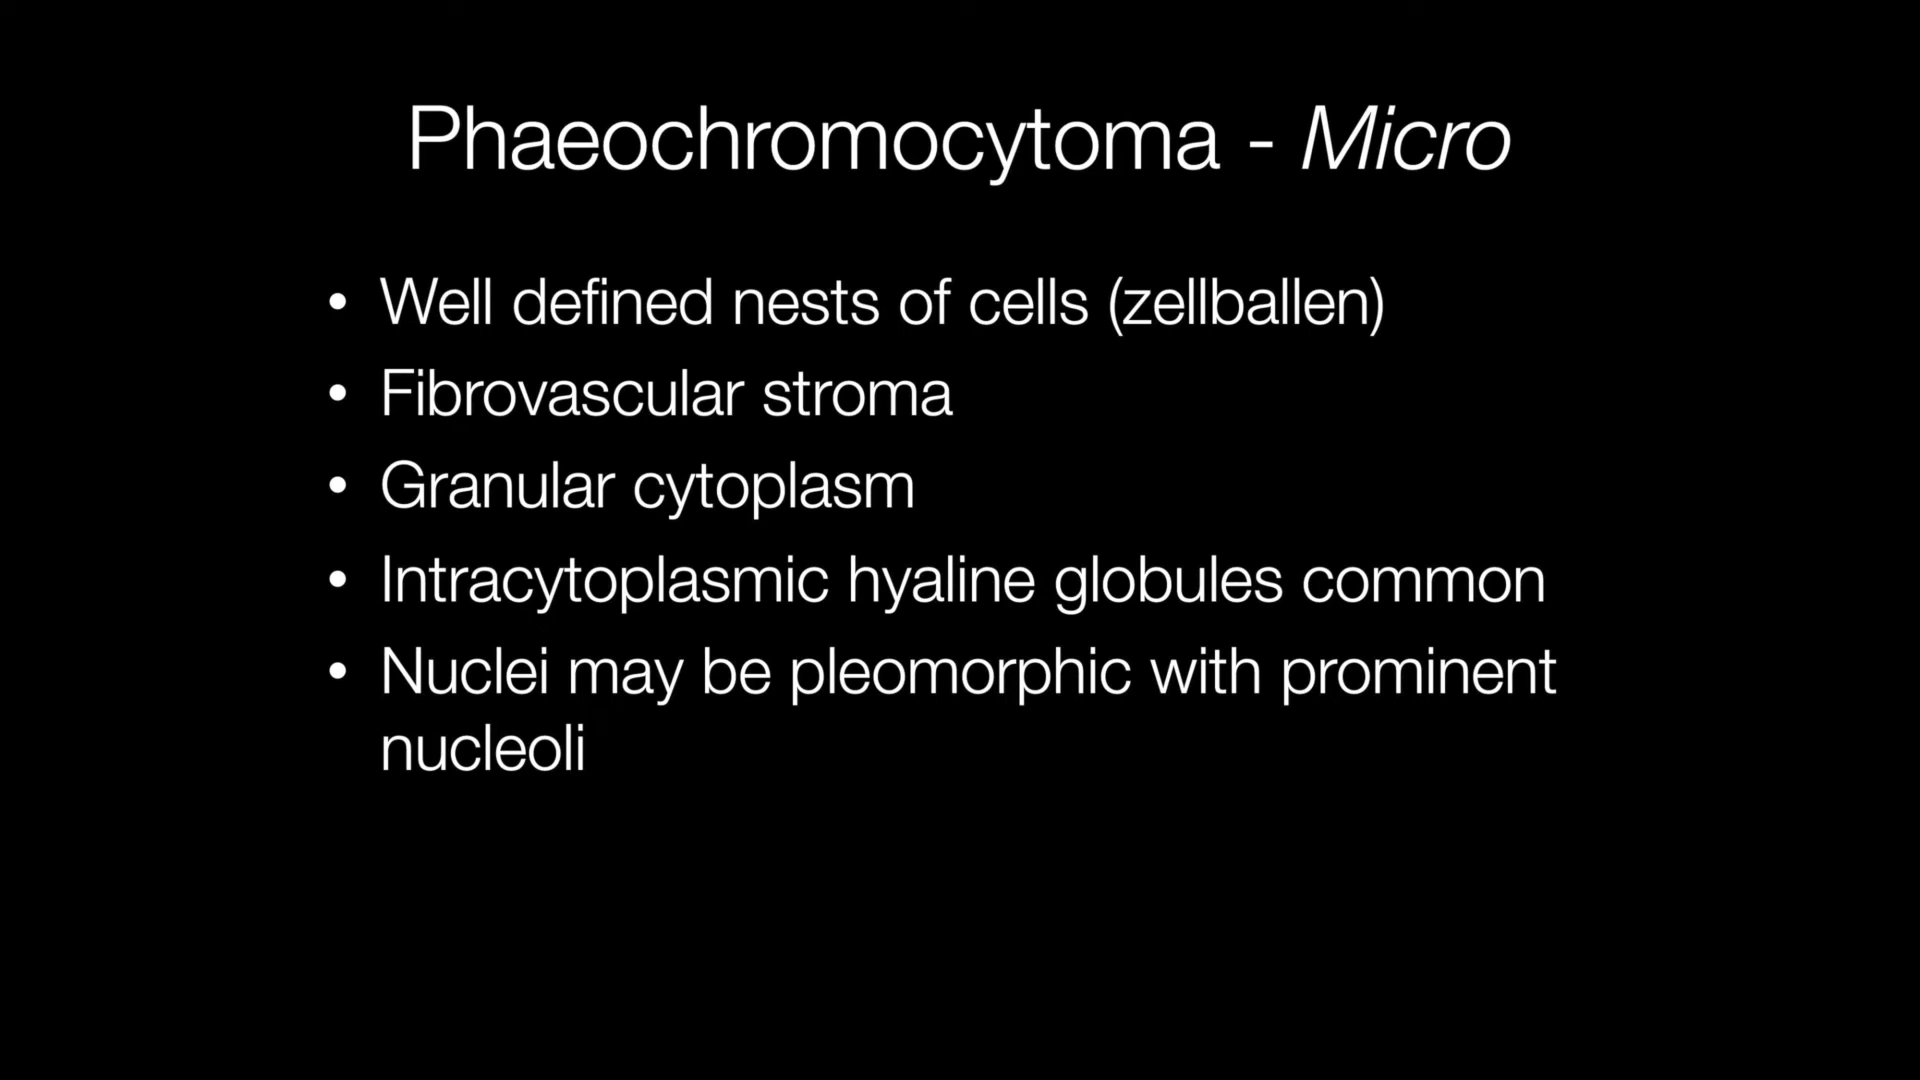 Phaeochromocytoma - Micro
• Well defined nests of cells (zellballen)
• Fibrovascular stroma
• Granular cytoplasm
• Intracytoplasmic hyaline globules common
• Nuclei may be pleomorphic with prominent
nucleoli